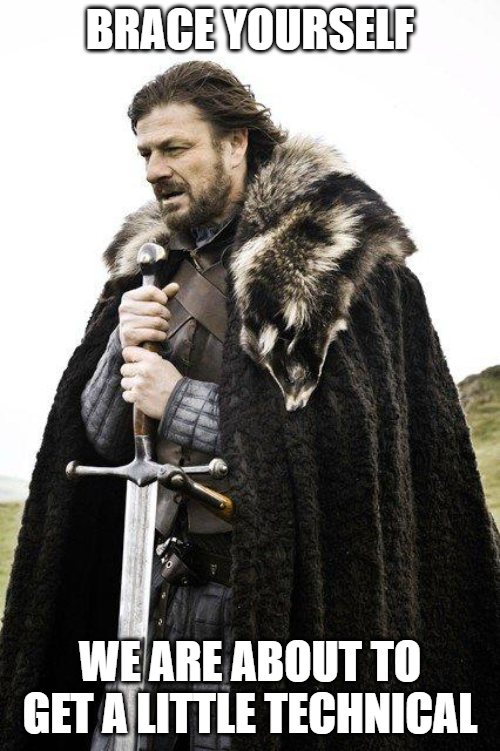 BRACE YOURSELF
WE ARE ABOUT TO
GET A LITTLE TECHNICAL